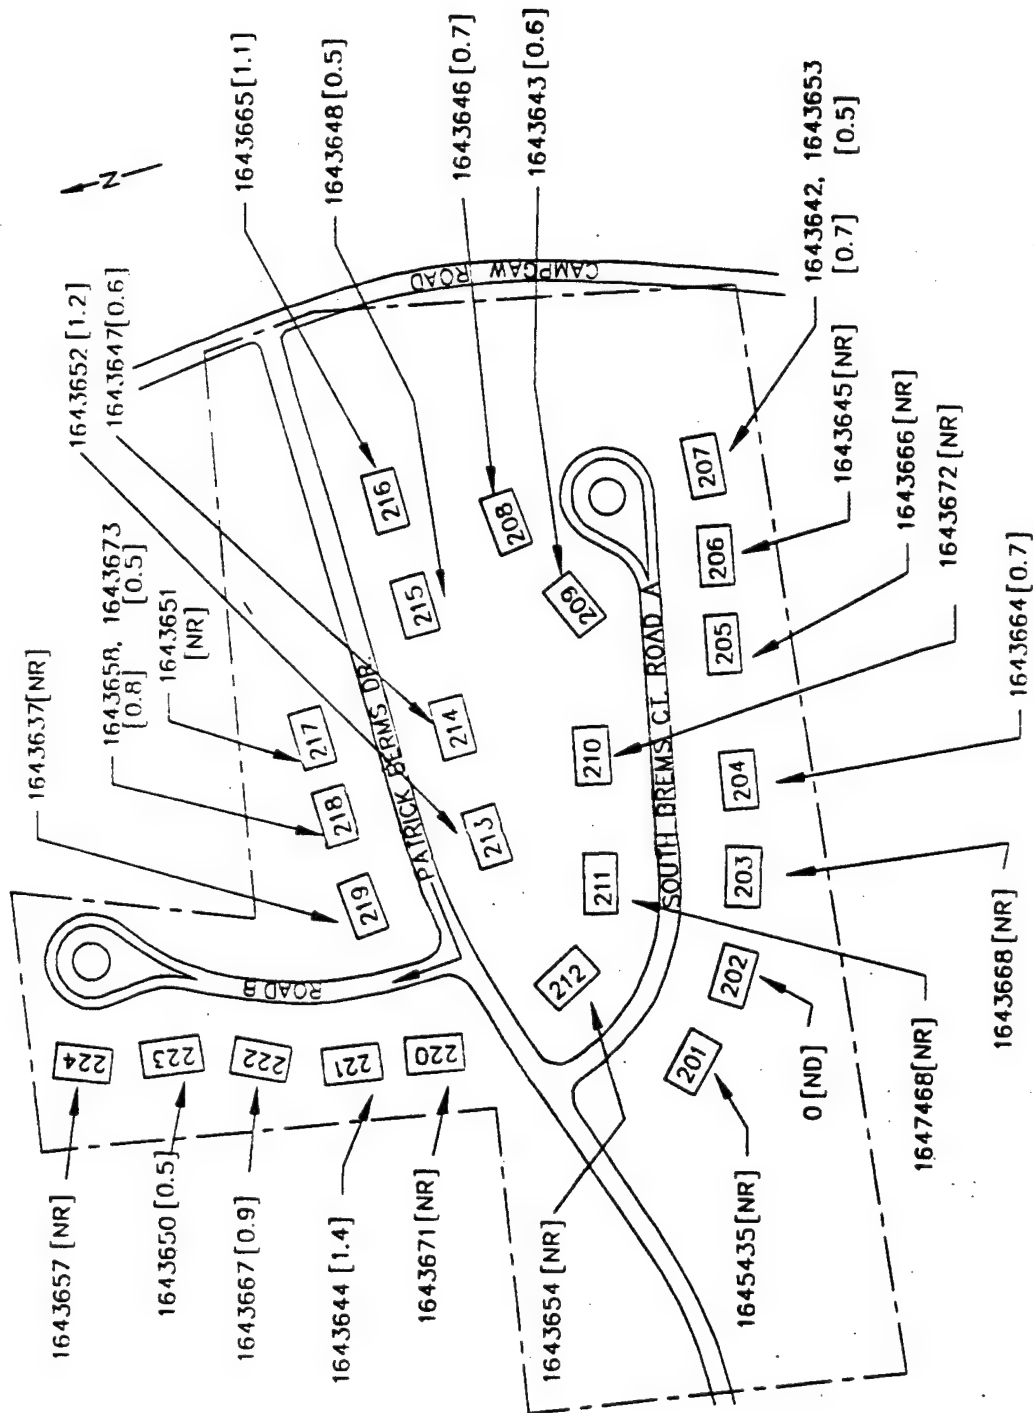 1643665 [1.1]
1643648 [0.5]
1643646 [0.7]
1643643 [0.6]
1643642, 1643653
[0.7] [0.5]
1643645 [NR]
1643666 [NR]
1643672 [NR]
1643664 [0.7]
1643668 [NR]
1647468[NR]
0 [ND]
1645435[NR]
1643654 [NR]
1643671[NR]
1643644 [1.4]
1643667 [0.9]
1643650 [0.5]
1643657 [NR]
1643637[NR]
1643658, 1643673
[0.8] [0.5]
1643651
[NR]
1643652 [1.2]
1643647[0.6]
N
CAMPGAW ROAD
PATRICK BERMS DR
SOUTH BREMS C.T. ROAD A
ROAD B
201
202
203
204
205
206
207
208
209
210
211
212
213
214
215
216
217
218
219
220
221
222
223
224